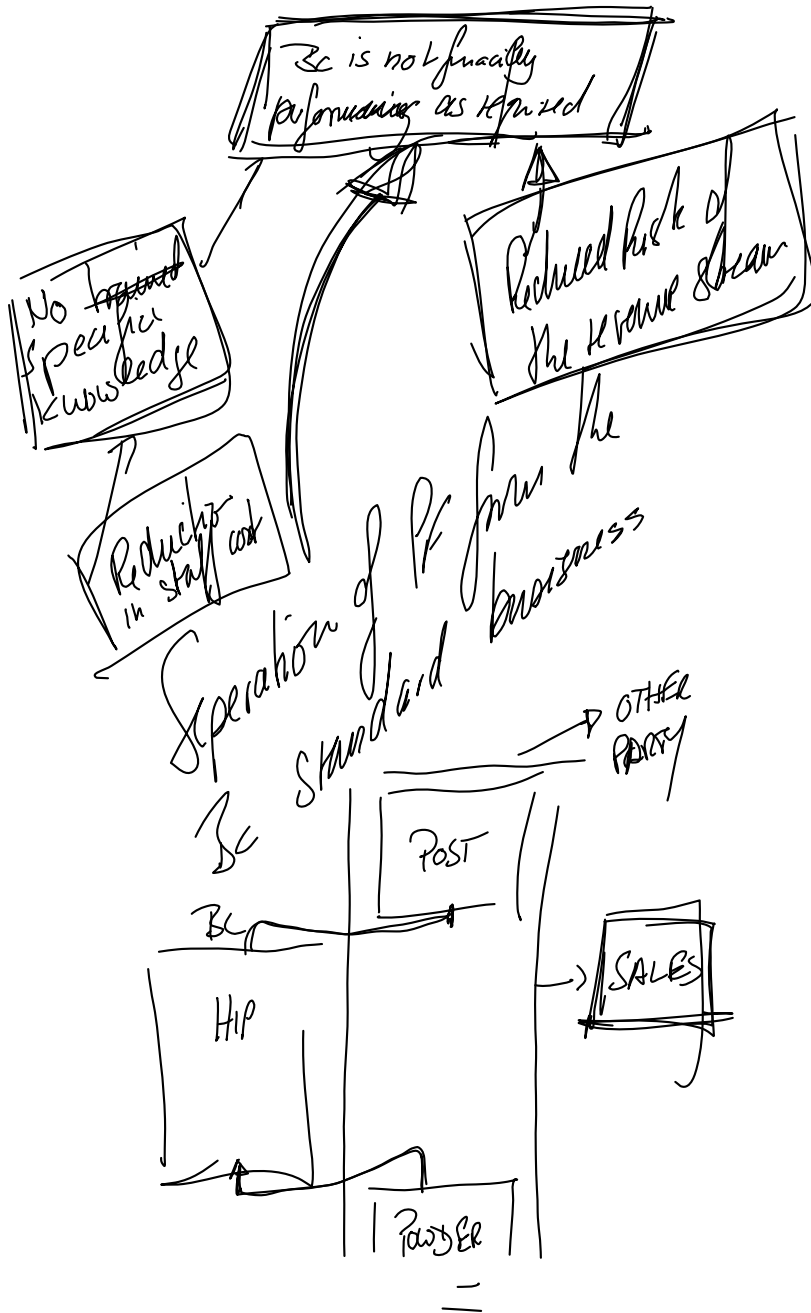 BC is not financially
performing as required
No trained
specific
knowledge
Reduced Risk of
the revenue stream
Reduction
in staff cost
Seperation of PF from the
standard business
OTHER
PARTY
BC
POST
BC
SALES
HIP
POWDER